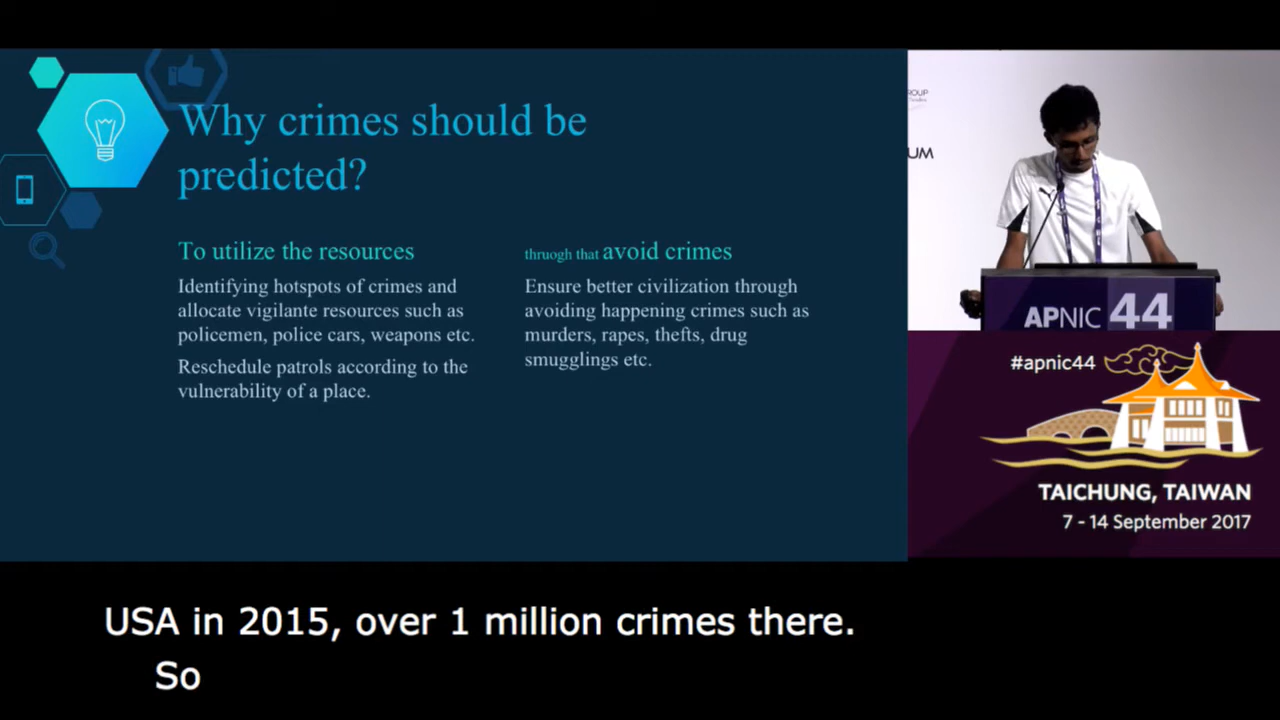 Why crimes should be
predicted?
To utilize the resources
Identifying hotspots of crimes and
allocate vigilante resources such as
policemen, police cars, weapons etc.
Reschedule patrols according to the
vulnerability of a place.
thruogh that avoid crimes
Ensure better civilization through
avoiding happening crimes such as
murders, rapes, thefts, drug
smugglings etc.
UM
APNIC 44
#apnic44
TAICHUNG, TAIWAN
7 - 14 September 2017
USA in 2015, over 1 million crimes there.
So